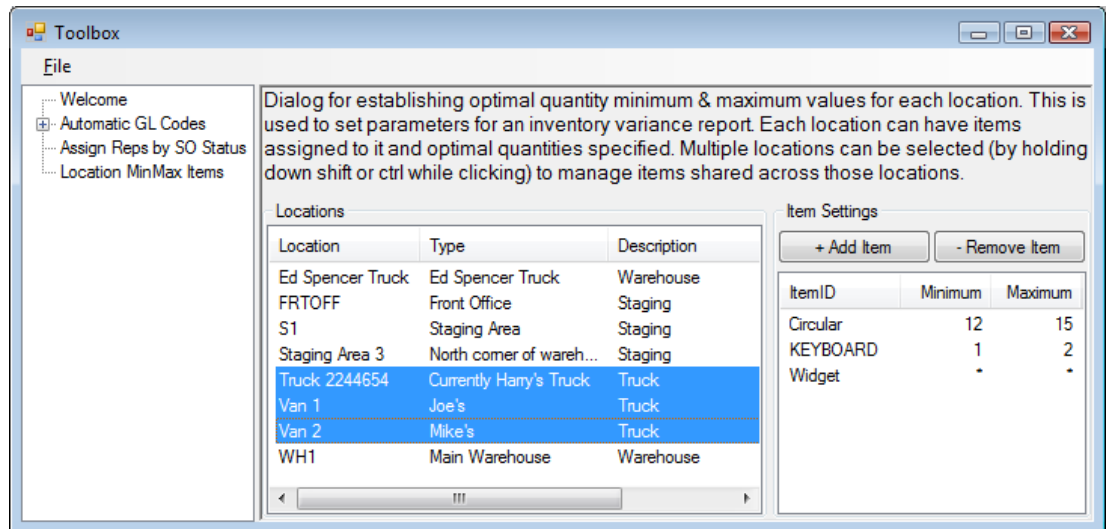 Toolbox
File
Welcome
Automatic GL Codes
Assign Reps by SO Status
Location MinMax Items
Dialog for establishing optimal quantity minimum & maximum values for each location. This is
used to set parameters for an inventory variance report. Each location can have items
assigned to it and optimal quantities specified. Multiple locations can be selected (by holding
down shift or ctrl while clicking) to manage items shared across those locations.
Locations
Location Type Description
Ed Spencer Truck Ed Spencer Truck Warehouse
FRTOFF Front Office Staging
S1 Staging Area Staging
Staging Area 3 North corner of wareh... Staging
Truck 2244654 Currently Harry's Truck Truck
Van 1 Joe's Truck
Van 2 Mike's Truck
WH1 Main Warehouse Warehouse
Item Settings
+ Add Item - Remove Item
ItemID Minimum Maximum
Circular 12 15
KEYBOARD 1 2
Widget * *